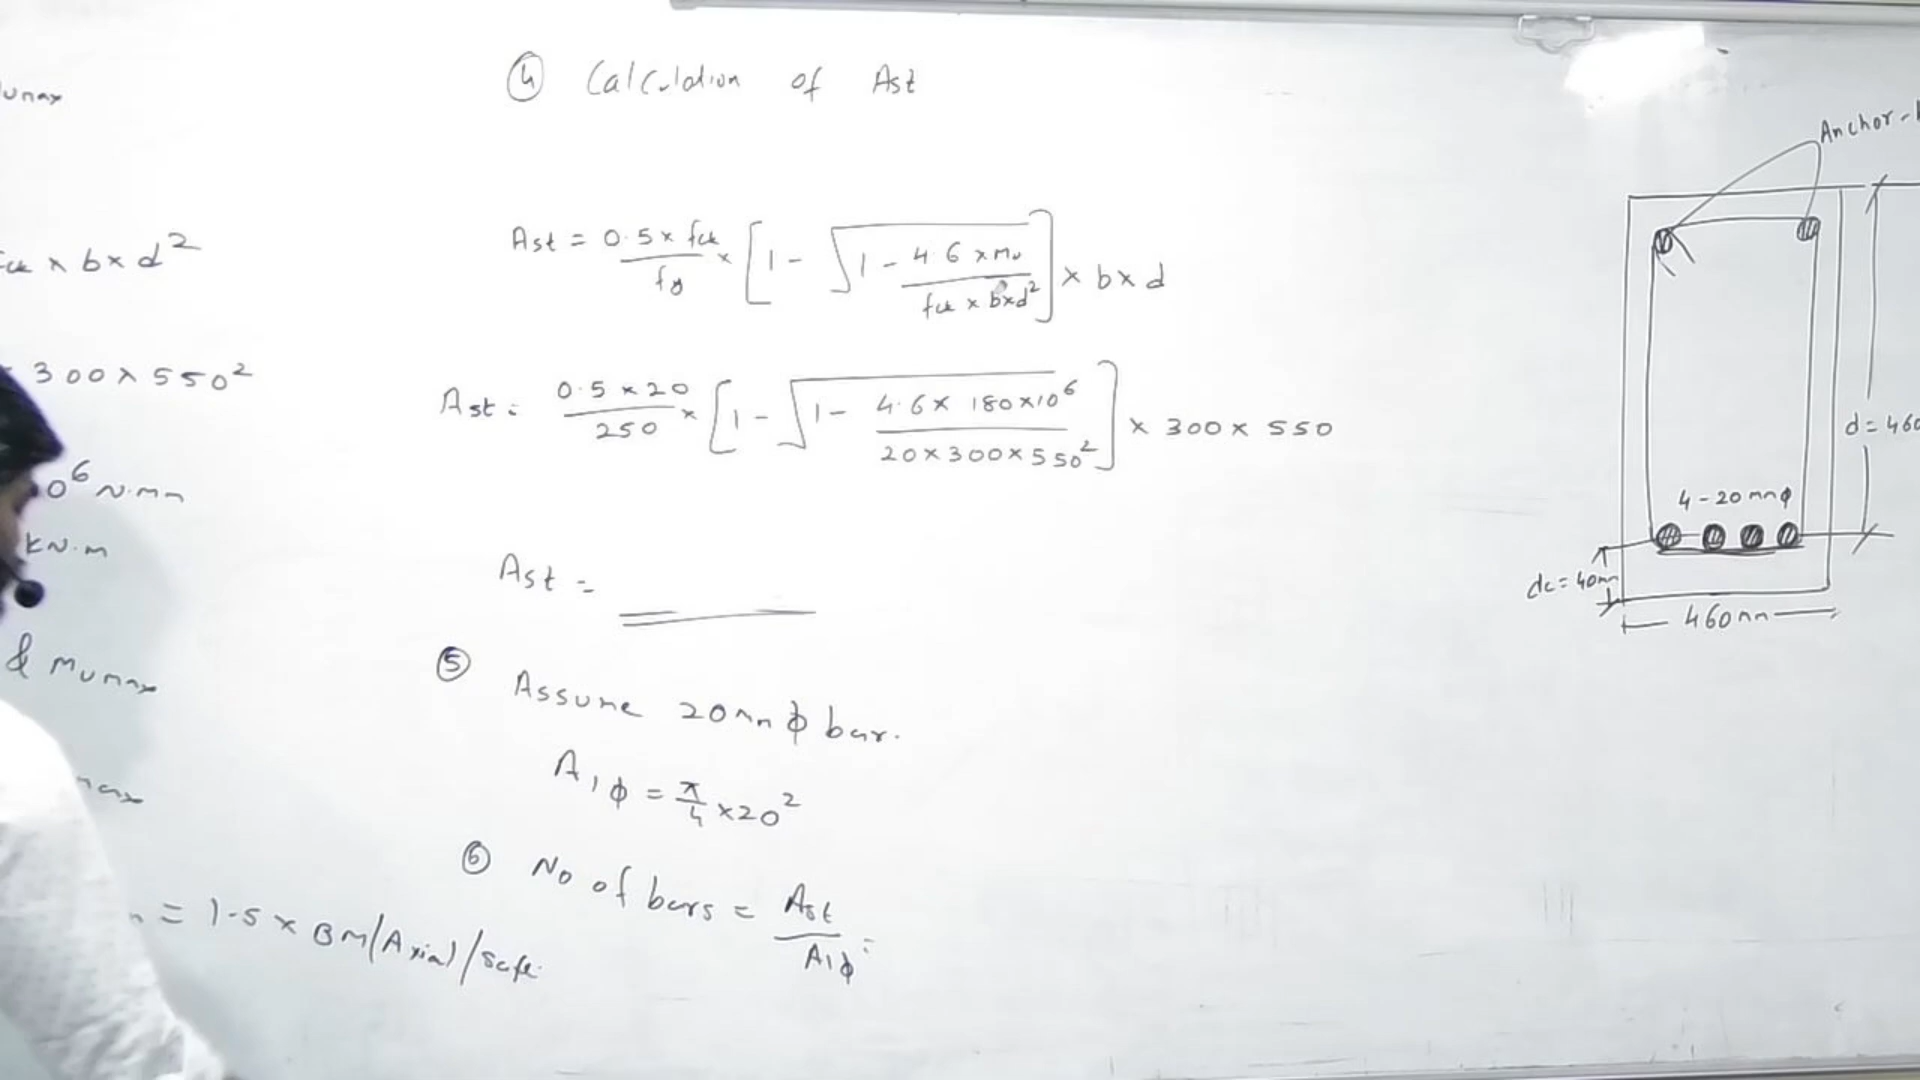 umax
④ Calculation of Ast
fck × b × d²
Ast = 0.5 × fck / fy × [1 - √1 - 4.6 × Mu / fck × b×d²] × b × d
300 × 550²
Ast = 0.5 × 20 / 250 × [1 - √1 - 4.6 × 180×10⁶ / 20×300×550²] × 300 × 550
0⁶ N.mm
KN.m
Ast =
& Mumax
⑤ Assume 20mm ϕ bar.
A1ϕ = π/4 ×20²
max
⑥ No of bars = Ast / A1ϕ =
= 1.5 × BM/Axial/safe
Anchor-
d = 460
4-20mmϕ
dc = 40mm
460mm